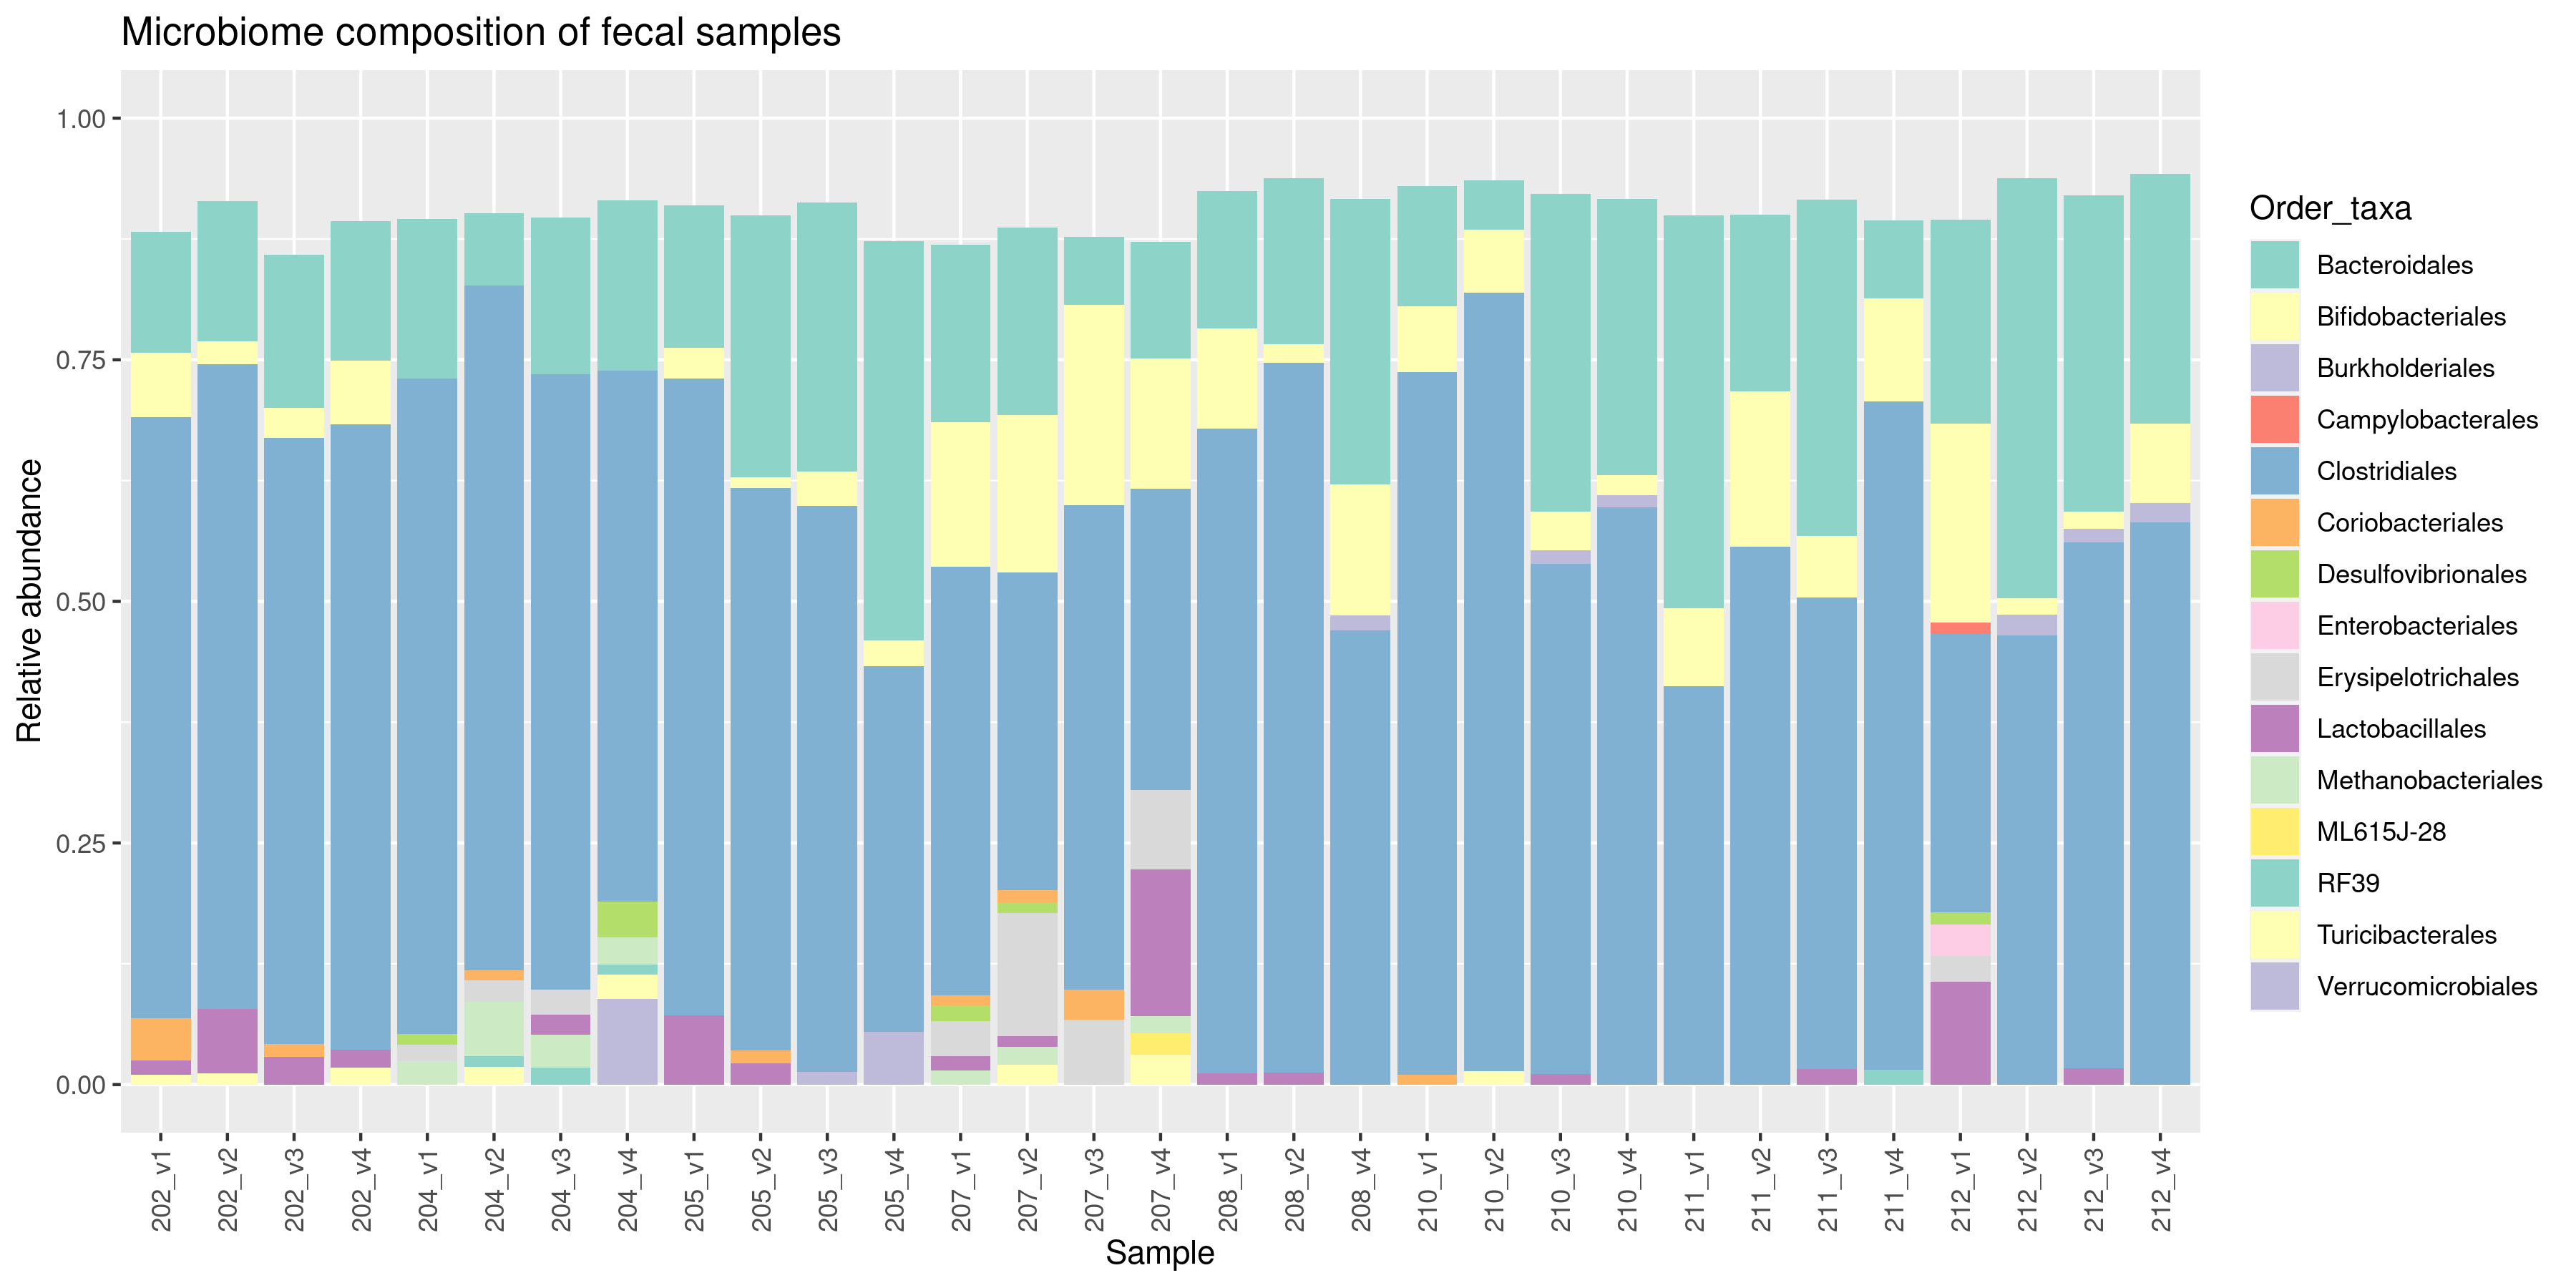 Microbiome composition of fecal samples
Relative abundance
1.00
0.75
0.50
0.25
0.00
202_v1
202_v2
202_v3
202_v4
204_v1
204_v2
204_v3
204_v4
205_v1
205_v2
205_v3
205_v4
207_v1
207_v2
207_v3
207_v4
208_v1
208_v2
208_v4
210_v1
210_v2
210_v3
210_v4
211_v1
211_v2
211_v3
211_v4
212_v1
212_v2
212_v3
212_v4
Sample
Order_taxa
Bacteroidales
Bifidobacteriales
Burkholderiales
Campylobacterales
Clostridiales
Coriobacteriales
Desulfovibrionales
Enterobacteriales
Erysipelotrichales
Lactobacillales
Methanobacteriales
ML615J-28
RF39
Turicibacterales
Verrucomicrobiales